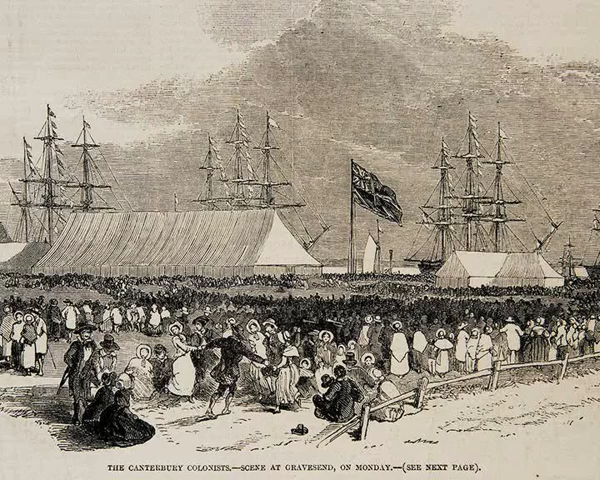 THE CANTERBURY COLONISTS.—SCENE AT GRAVESEND, ON MONDAY.—(SEE NEXT PAGE).